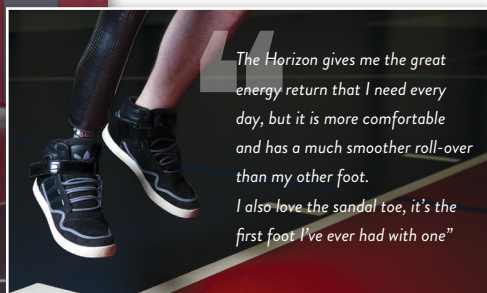 “
The Horizon gives me the great
energy return that I need every
day, but it is more comfortable
and has a much smoother roll-over
than my other foot.
I also love the sandal toe, it's the
first foot I've ever had with one”